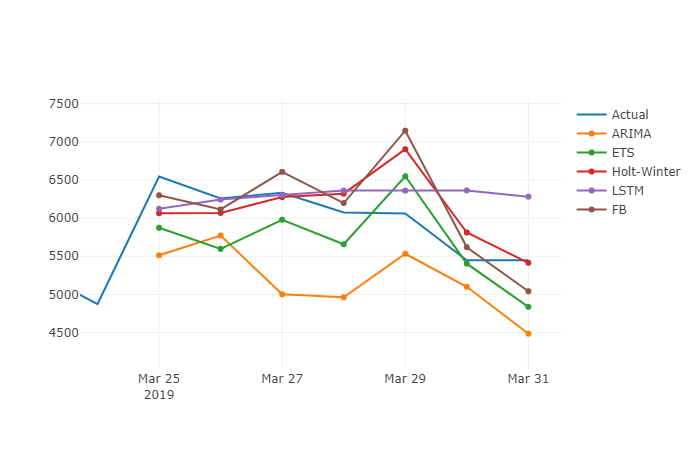 7500
7000
6500
6000
5500
5000
4500
Mar 25
2019
Mar 27
Mar 29
Mar 31
Actual
ARIMA
ETS
Holt-Winter
LSTM
FB